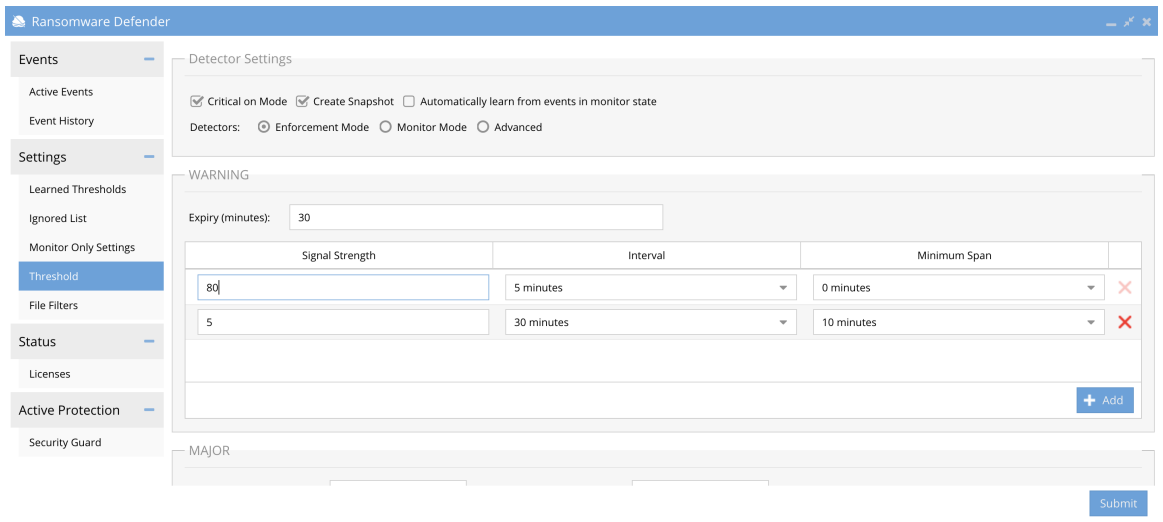 Ransomware Defender
Events
Active Events
Event History
Settings
Learned Thresholds
Ignored List
Monitor Only Settings
Threshold
File Filters
Status
Licenses
Active Protection
Security Guard
Detector Settings
Critical on Mode Create Snapshot Automatically learn from events in monitor state
Detectors: Enforcement Mode Monitor Mode Advanced
WARNING
Expiry (minutes): 30
Signal Strength Interval Minimum Span
80 5 minutes 0 minutes
5 30 minutes 10 minutes
Add
MAJOR
Submit